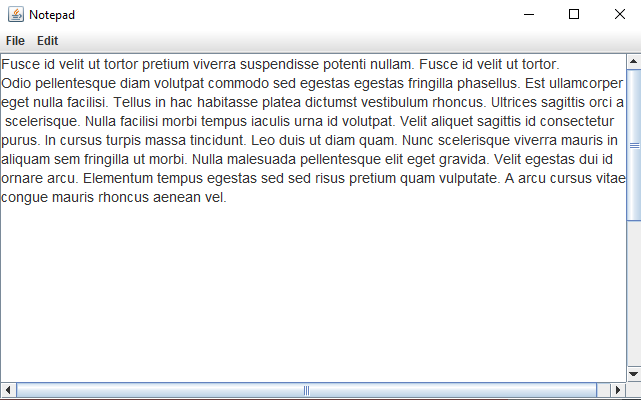 Notepad
File Edit
Fusce id velit ut tortor pretium viverra suspendisse potenti nullam. Fusce id velit ut tortor.
Odio pellentesque diam volutpat commodo sed egestas egestas fringilla phasellus. Est ullamcorper
eget nulla facilisi. Tellus in hac habitasse platea dictumst vestibulum rhoncus. Ultrices sagittis orci a
scelerisque. Nulla facilisi morbi tempus iaculis urna id volutpat. Velit aliquet sagittis id consectetur
purus. In cursus turpis massa tincidunt. Leo duis ut diam quam. Nunc scelerisque viverra mauris in
aliquam sem fringilla ut morbi. Nulla malesuada pellentesque elit eget gravida. Velit egestas dui id
ornare arcu. Elementum tempus egestas sed sed risus pretium quam vulputate. A arcu cursus vitae
congue mauris rhoncus aenean vel.